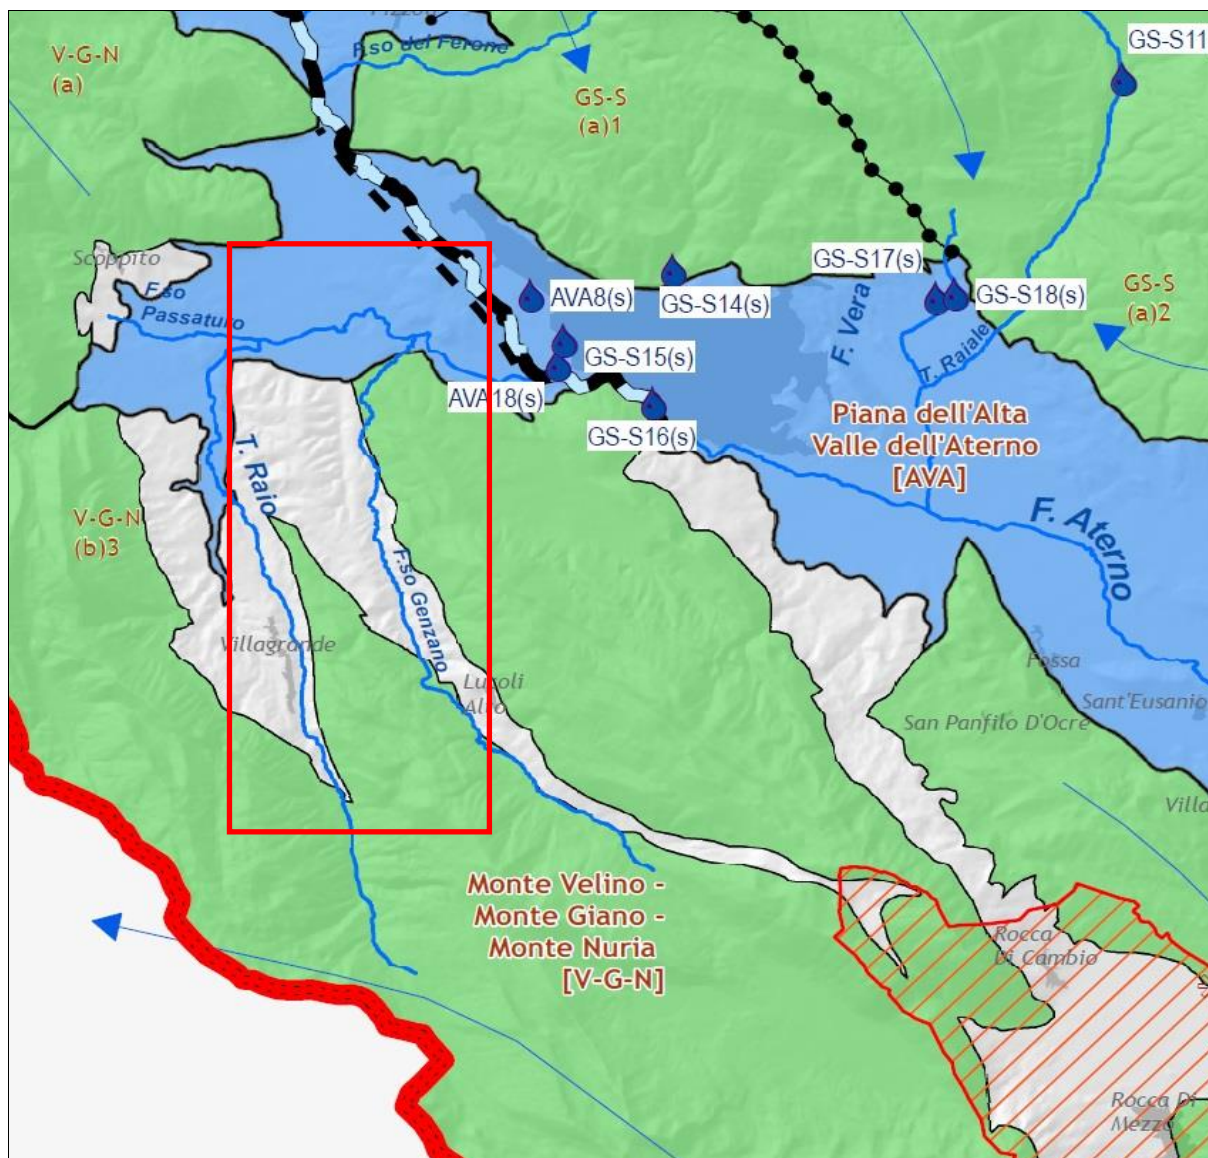 F.so del Ferone
GS-S11
V-G-N
(a)
GS-S
(a)1
Scoppito
F.so
Passaturo
GS-S17(s)
AVA8(s)
GS-S14(s)
F. Vera
GS-S18(s)
GS-S
(a)2
GS-S15(s)
T. Raiale
AVA18(s)
GS-S16(s)
Piana dell'Alta
Valle dell'Aterno
[AVA]
T. Raio
V-G-N
(b)3
F. Aterno
F.so Genzano
Villagrande
Fossa
Lucoli
Alto
Sant'Eusanio
San Panfilo D'Ocre
Villa
Monte Velino -
Monte Giano -
Monte Nuria
[V-G-N]
Rocca
Di Cambio
Rocca Di
Mezzo